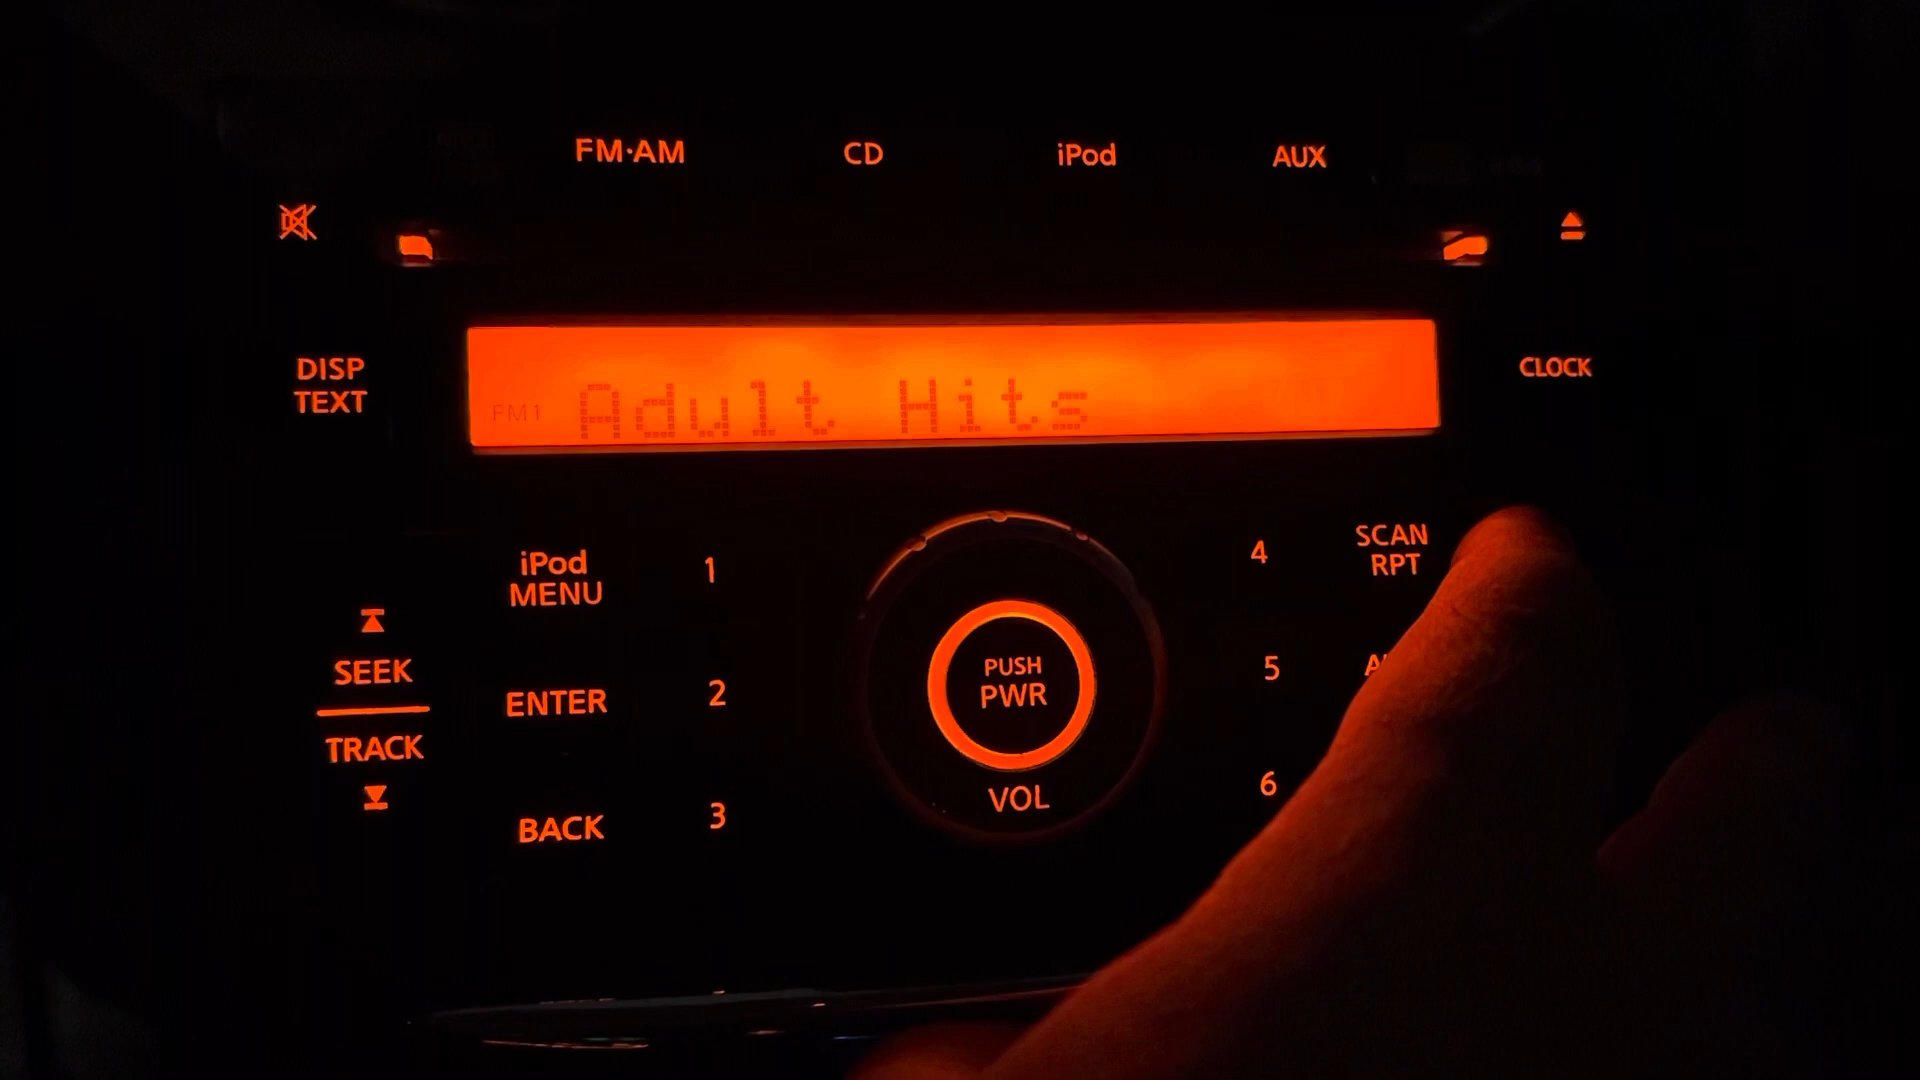 FM·AM
CD
iPod
AUX
DISP
TEXT
FM1
Adult Hits
CLOCK
iPod
MENU
1
4
SCAN
RPT
SEEK
TRACK
ENTER
2
PUSH
PWR
5
BACK
3
VOL
6